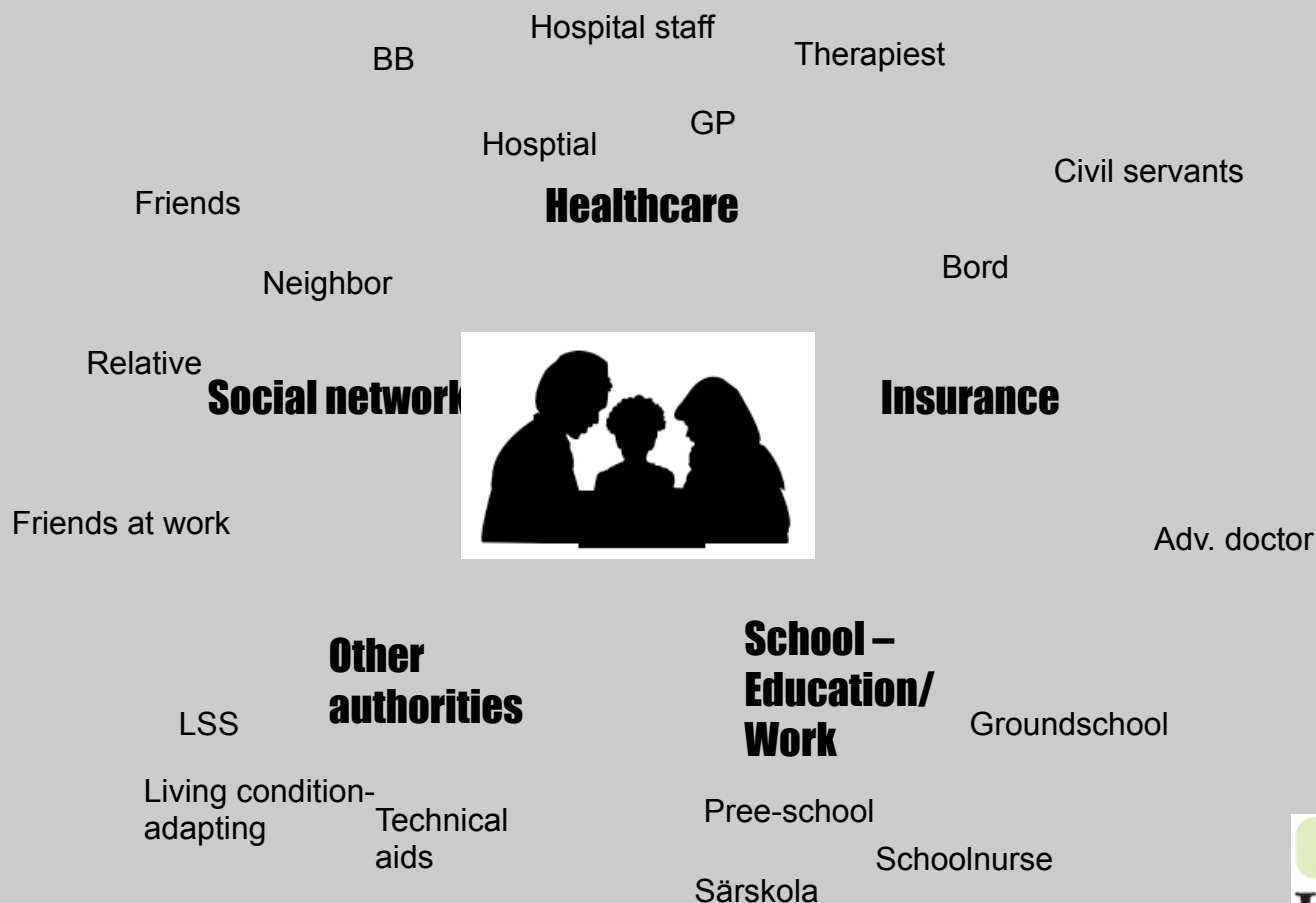 Hospital staff
BB
Therapiest
GP
Hosptial
Civil servants
Friends
Healthcare
Bord
Neighbor
Relative
Social network
Insurance
Friends at work
Adv. doctor
Other
authorities
School –
Education/
Work
LSS
Groundschool
Living condition-
adapting
Technical
aids
Pree-school
Schoolnurse
Särskola